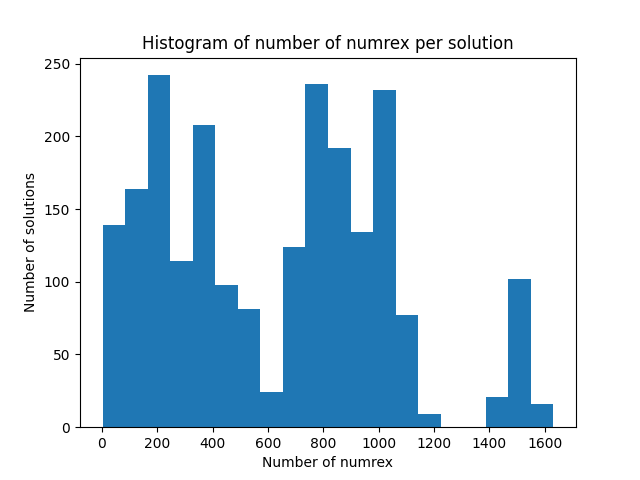 Histogram of number of numrex per solution
250
200
150
100
50
0
Number of solutions
0 200 400 600 800 1000 1200 1400 1600
Number of numrex